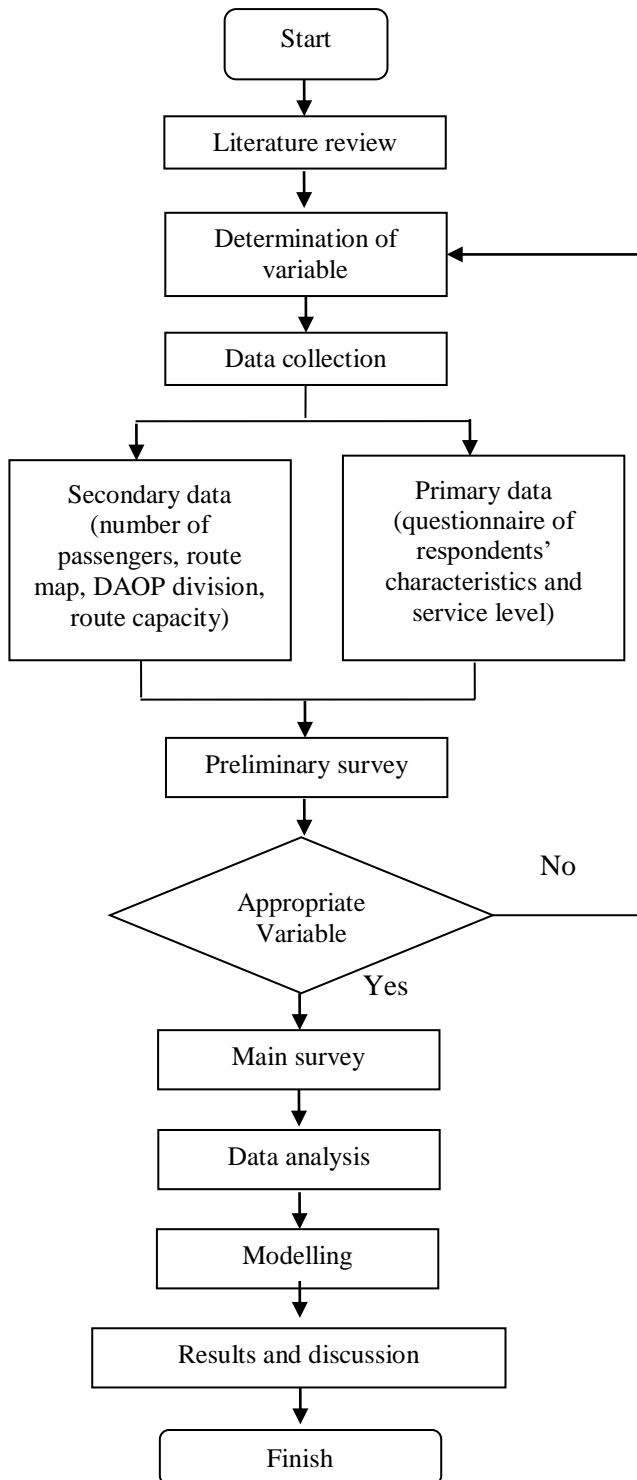 Start
Literature review
Determination of
variable
Data collection
Secondary data
(number of
passengers, route
map, DAOP division,
route capacity)
Primary data
(questionnaire of
respondents’
characteristics and
service level)
Preliminary survey
Appropriate
Variable
No
Yes
Main survey
Data analysis
Modelling
Results and discussion
Finish